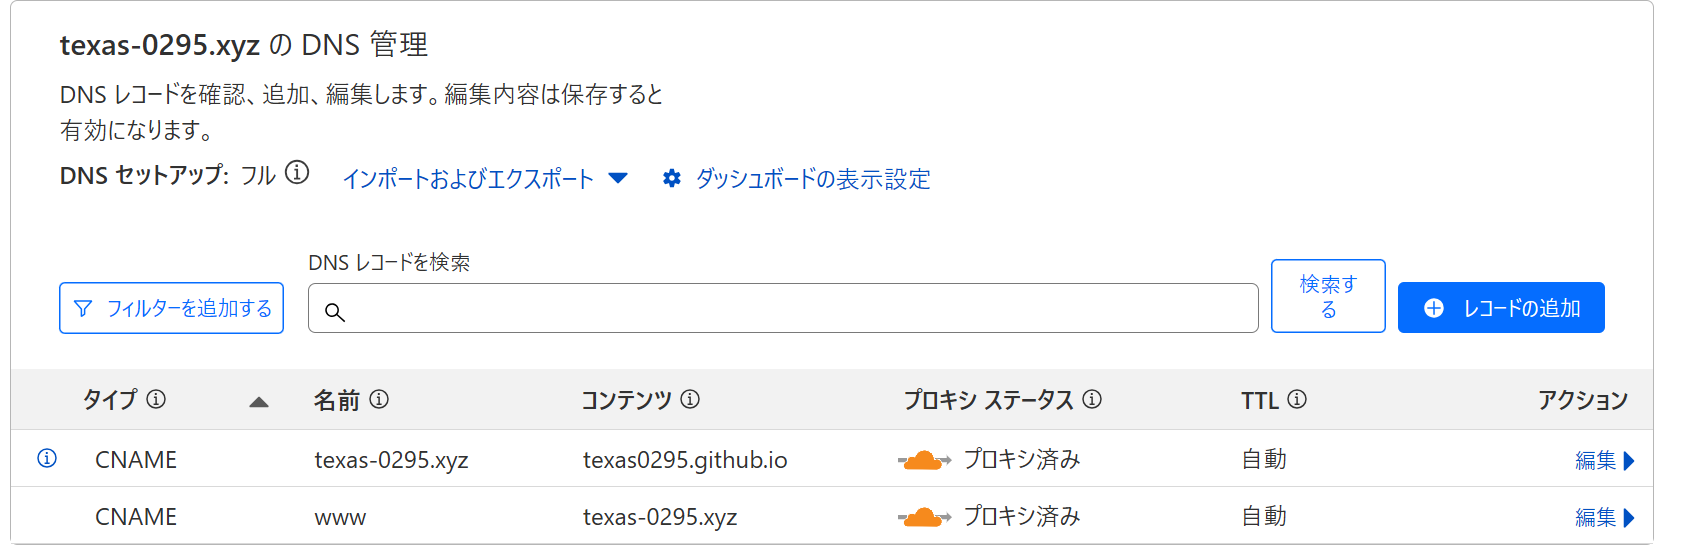 texas-0295.xyz の DNS 管理
DNS レコードを確認、追加、編集します。編集内容は保存すると
有効になります。
DNS セットアップ: フル インポートおよびエクスポート ダッシュボードの表示設定
DNS レコードを検索
フィルターを追加する
検索す
る
レコードの追加
タイプ 名前 コンテンツ プロキシ ステータス TTL アクション
CNAME texas-0295.xyz texas0295.github.io プロキシ済み 自動 編集
CNAME www texas-0295.xyz プロキシ済み 自動 編集